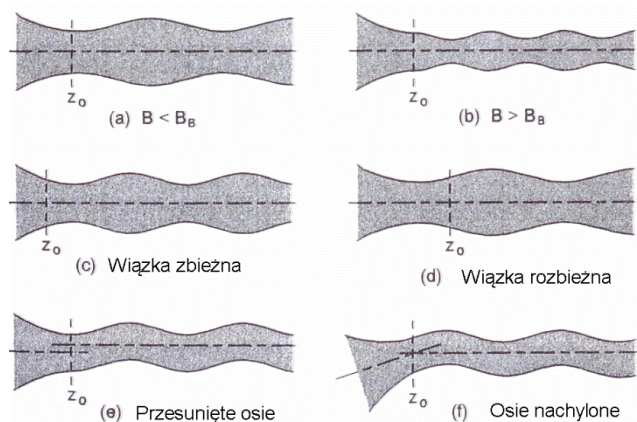 z₀
z₀
(a) B < B_B
(b) B > B_B
z₀
z₀
(c) Wiązka zbieżna
(d) Wiązka rozbieżna
z₀
z₀
(e) Przesunięte osie
(f) Osie nachylone